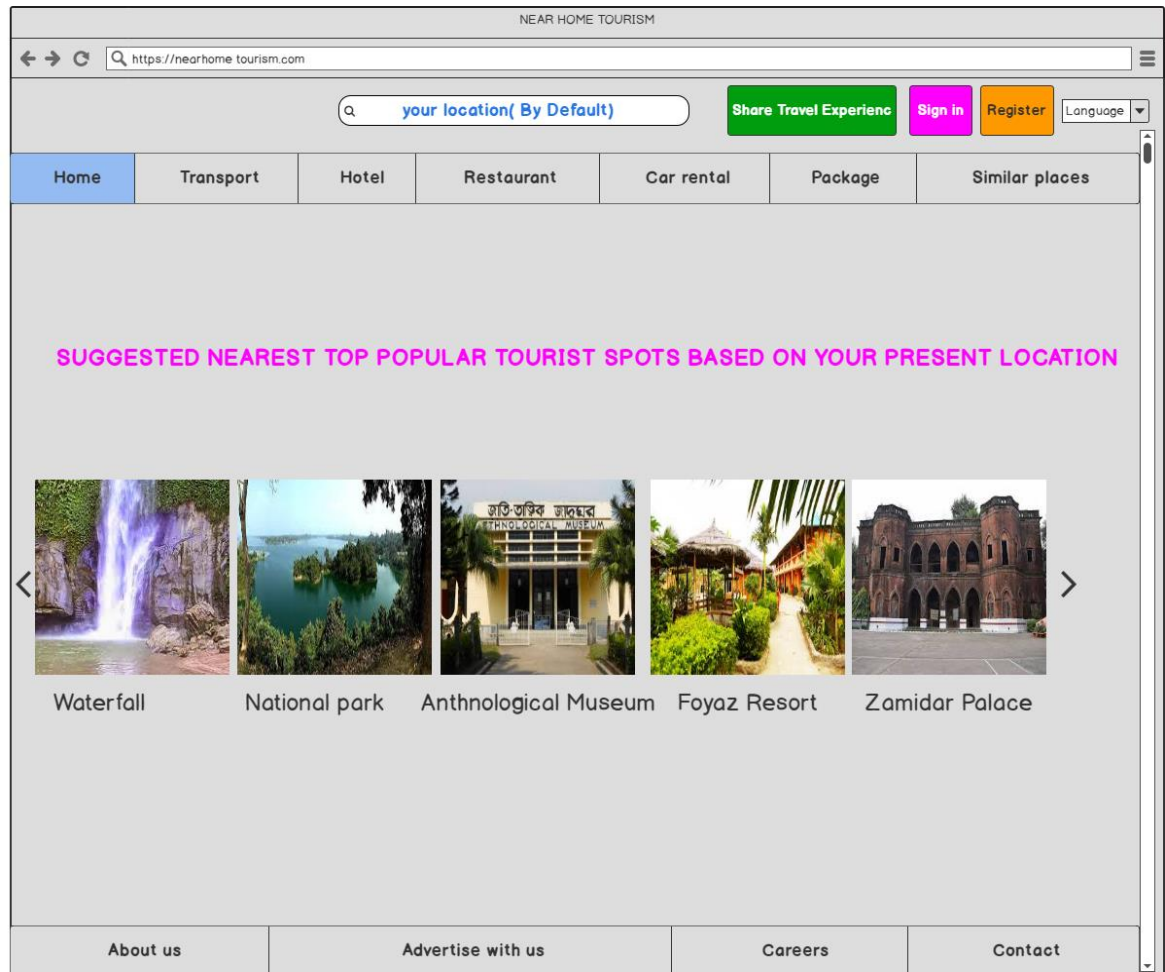 NEAR HOME TOURISM
https://nearhome tourism.com
your location( By Default)
Share Travel Experienc
Sign in
Register
Language
Home
Transport
Hotel
Restaurant
Car rental
Package
Similar places
SUGGESTED NEAREST TOP POPULAR TOURIST SPOTS BASED ON YOUR PRESENT LOCATION
জাতি-তাত্ত্বিক জাদুঘর
ETHNOLOGICAL MUSEUM
Waterfall
National park
Anthnological Museum
Foyaz Resort
Zamidar Palace
About us
Advertise with us
Careers
Contact